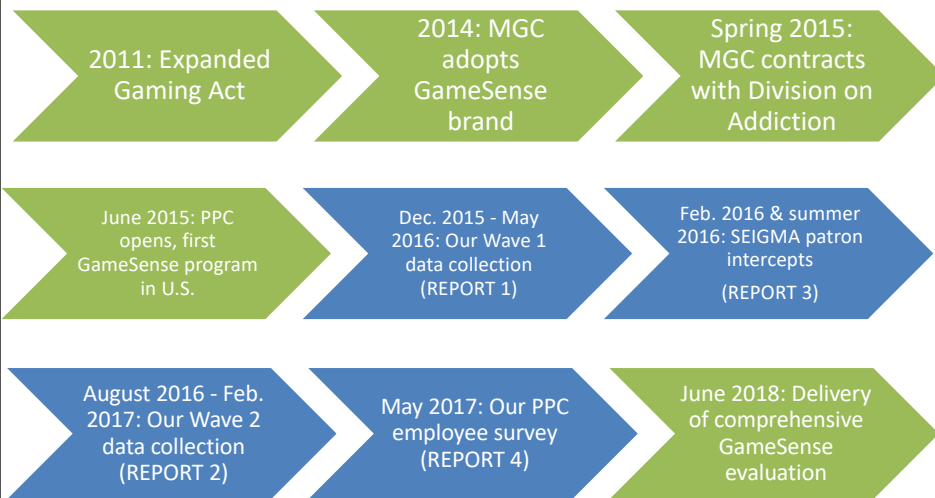 2011: Expanded
Gaming Act
2014: MGC
adopts
GameSense
brand
Spring 2015:
MGC contracts
with Division on
Addiction
June 2015: PPC
opens, first
GameSense program
in U.S.
Dec. 2015 - May
2016: Our Wave 1
data collection
(REPORT 1)
Feb. 2016 & summer
2016: SEIGMA patron
intercepts
(REPORT 3)
August 2016 - Feb.
2017: Our Wave 2
data collection
(REPORT 2)
May 2017: Our PPC
employee survey
(REPORT 4)
June 2018: Delivery
of comprehensive
GameSense
evaluation